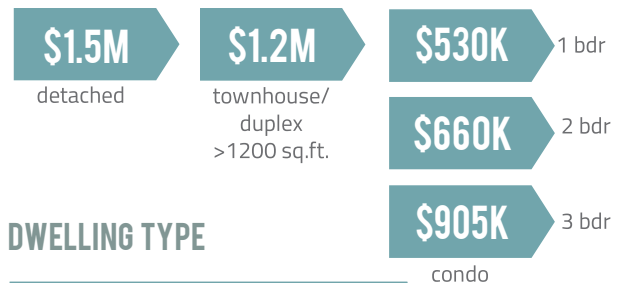 $1.5M
detached
$1.2M
townhouse/
duplex
>1200 sq.ft.
$530K 1 bdr
$660K 2 bdr
$905K 3 bdr
condo
DWELLING TYPE